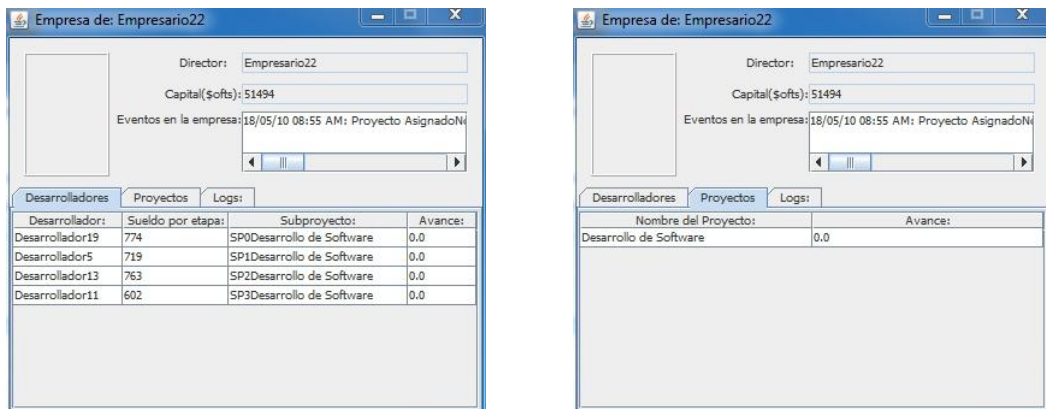 Empresa de: Empresario22
Director: Empresario22
Capital($ofts): 51494
Eventos en la empresa: 18/05/10 08:55 AM: Proyecto AsignadoNo
Desarrolladores Proyectos Logs:
Desarrollador: Sueldo por etapa: Subproyecto: Avance:
Desarrollador19 774 SP0Desarrollo de Software 0.0
Desarrollador5 719 SP1Desarrollo de Software 0.0
Desarrollador13 763 SP2Desarrollo de Software 0.0
Desarrollador11 602 SP3Desarrollo de Software 0.0
Empresa de: Empresario22
Director: Empresario22
Capital($ofts): 51494
Eventos en la empresa: 18/05/10 08:55 AM: Proyecto AsignadoNo
Desarrolladores Proyectos Logs:
Nombre del Proyecto: Avance:
Desarrollo de Software 0.0